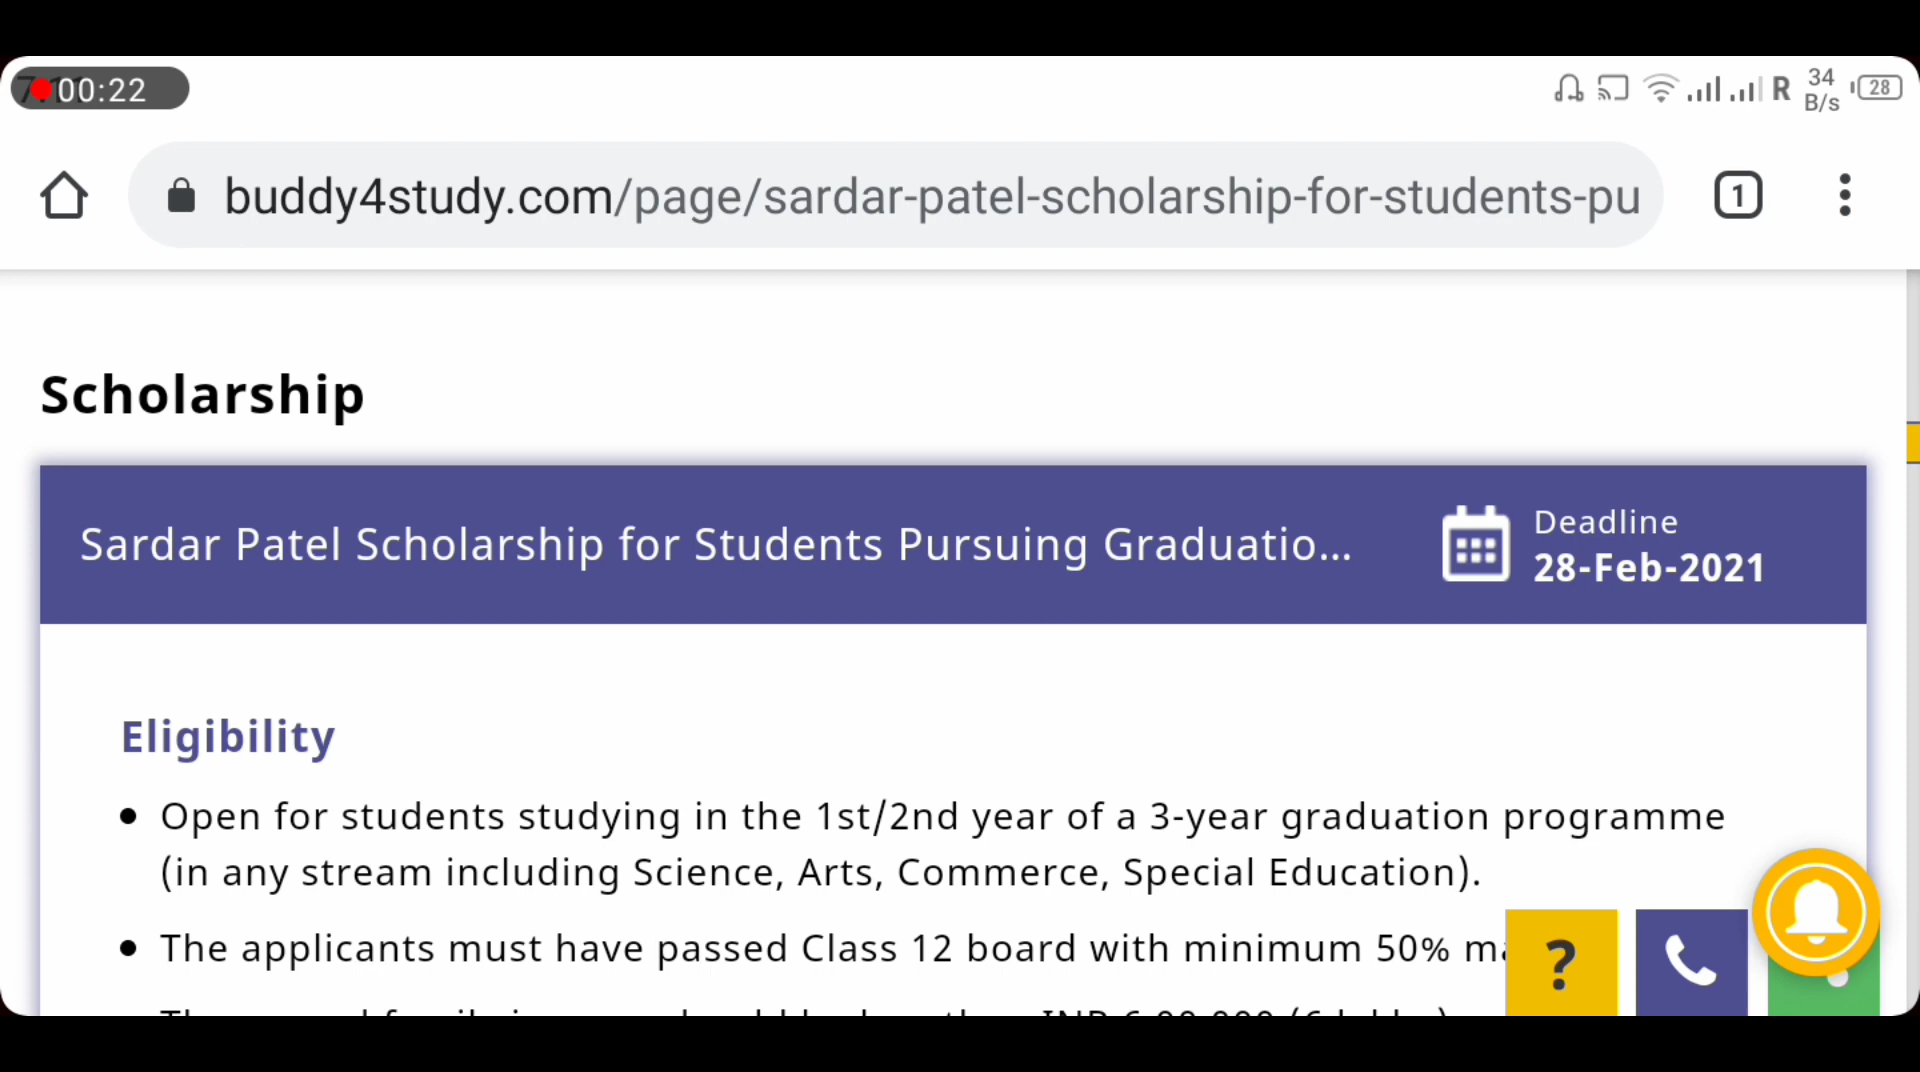 00:22
R 34 B/s 28
buddy4study.com/page/sardar-patel-scholarship-for-students-pu
1
Scholarship
Sardar Patel Scholarship for Students Pursuing Graduatio...
Deadline
28-Feb-2021
Eligibility
• Open for students studying in the 1st/2nd year of a 3-year graduation programme
(in any stream including Science, Arts, Commerce, Special Education).
• The applicants must have passed Class 12 board with minimum 50%
?